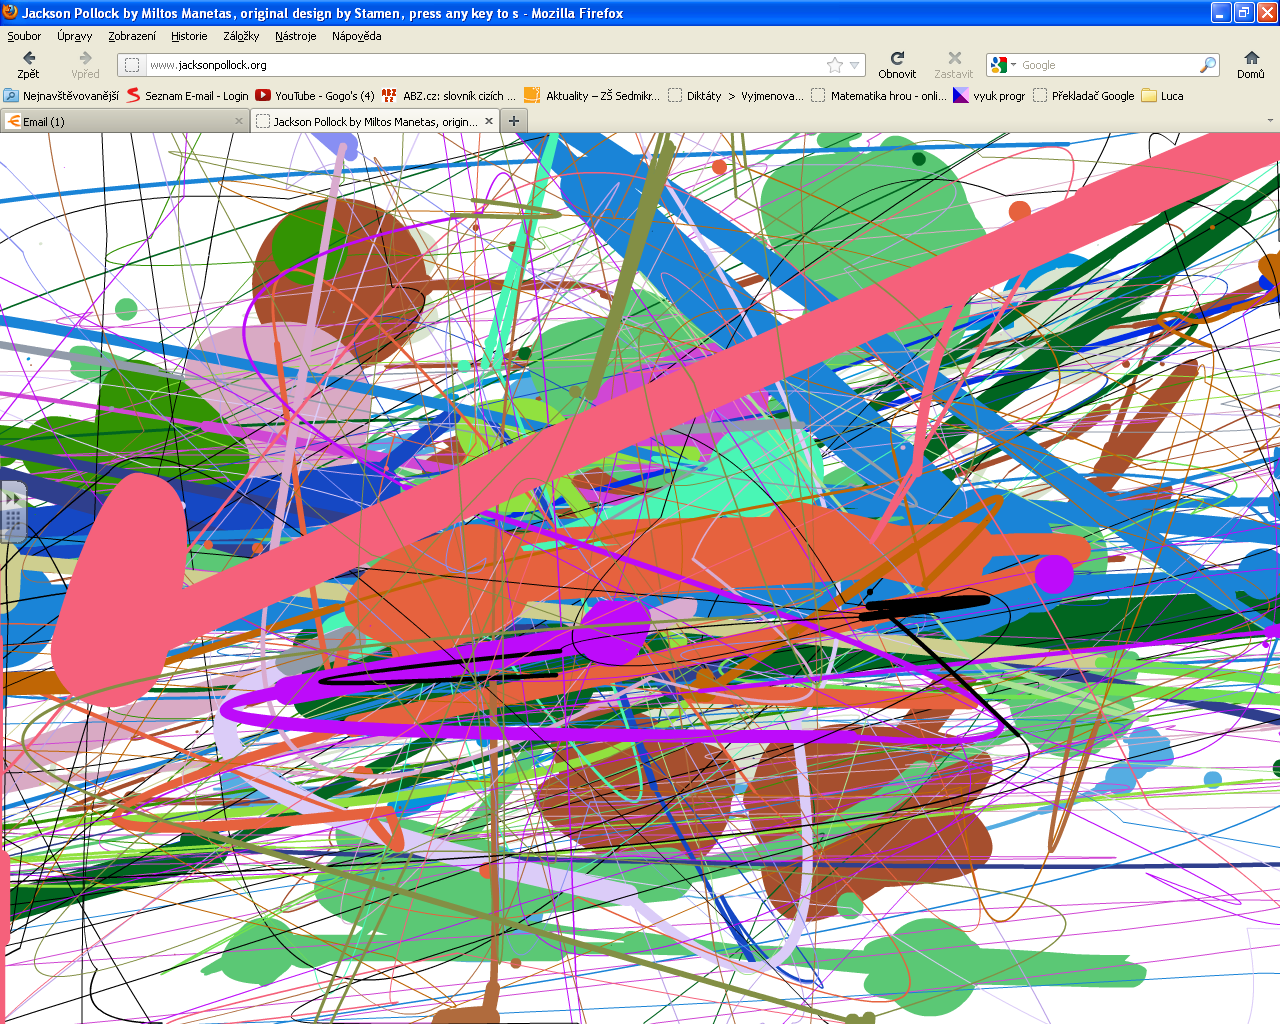 Jackson Pollock by Miltos Manetas, original design by Stamen, press any key to s - Mozilla Firefox
Soubor Úpravy Zobrazení Historie Záložky Nástroje Nápověda
Zpět Vpřed www.jacksonpollock.org Obnovit Zastavit Google Domů
Nejnavštěvovanější Seznam E-mail - Login YouTube - Gogo's (4) ABZ.cz: slovník cizích ... Aktuality – ZŠ Sedmikr... Diktáty > Vyjmenova... Matematika hrou - onli... vyuk progr Překladač Google Luca
Email (1) Jackson Pollock by Miltos Manetas, origin...